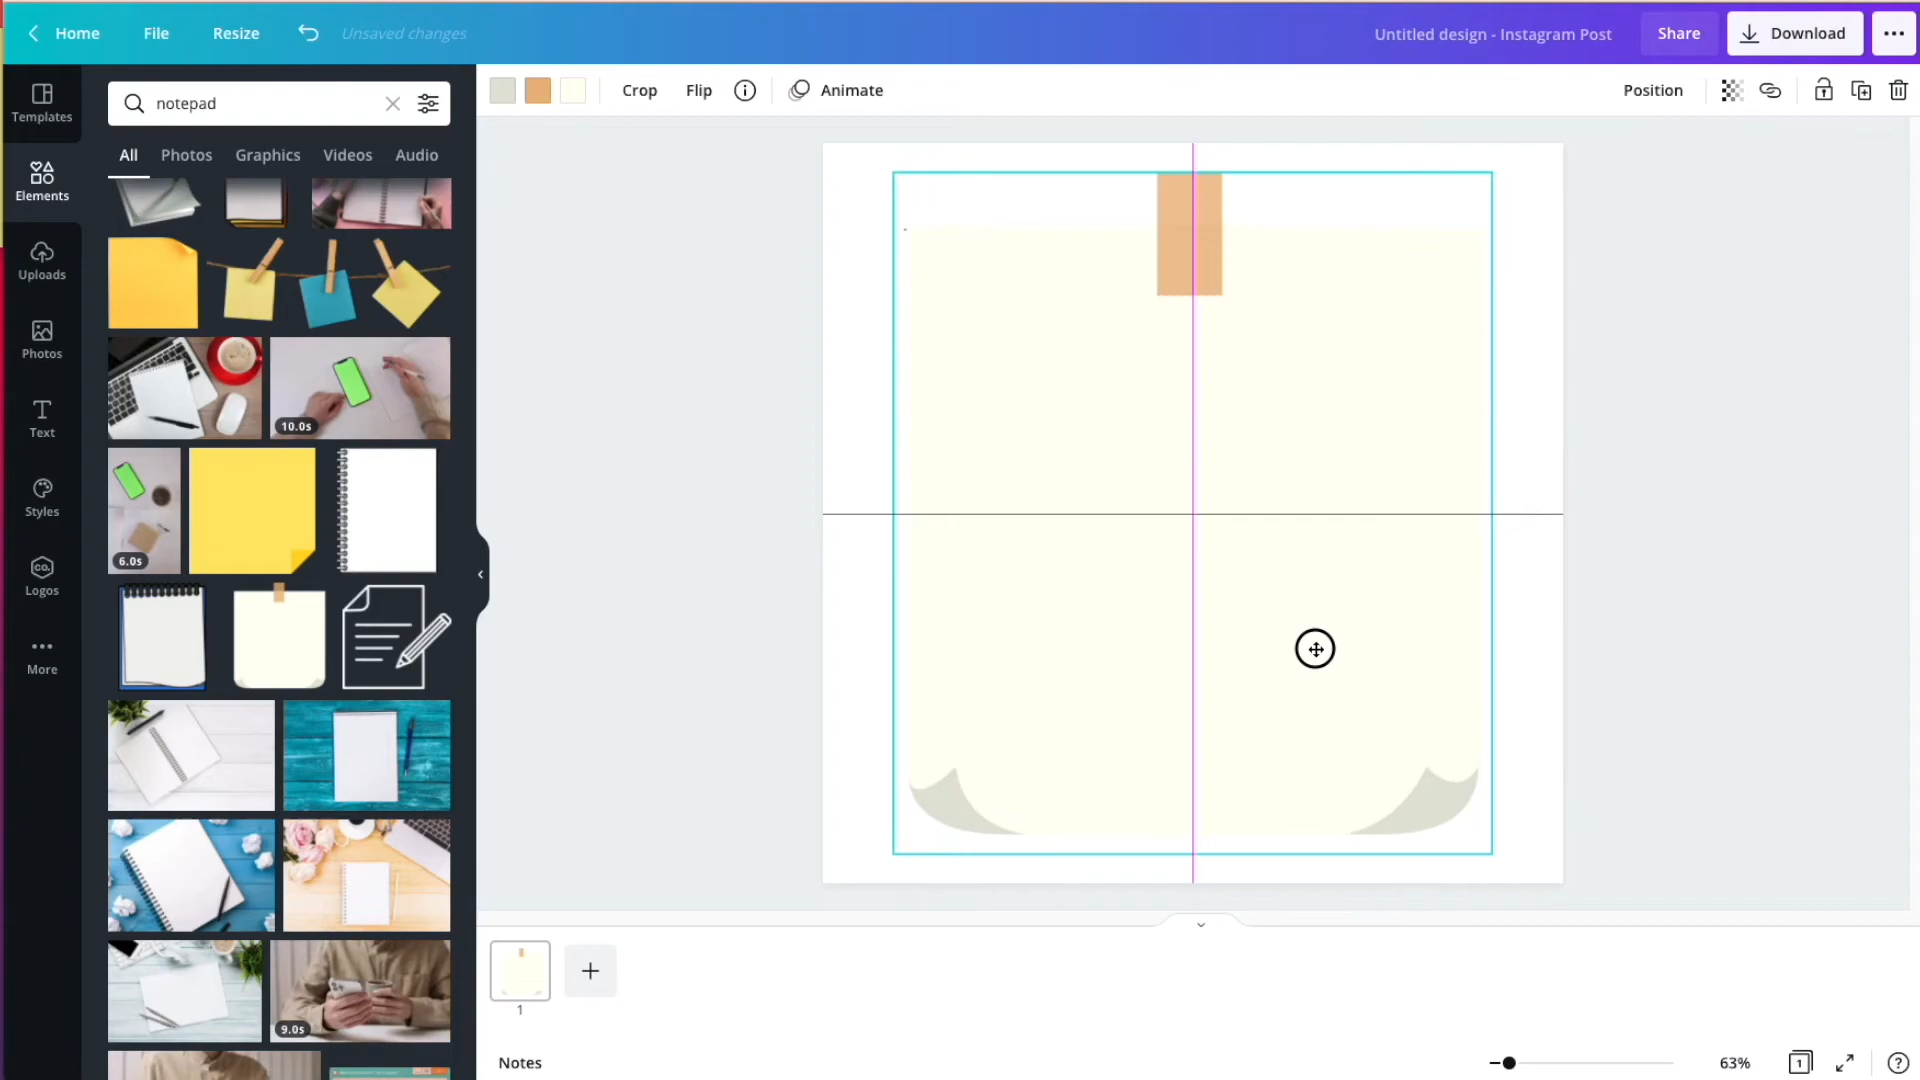 Home File Resize Unsaved changes Untitled design - Instagram Post Share Download
Templates
Elements
Uploads
Photos
Text
Styles
co.
Logos
More
notepad
All Photos Graphics Videos Audio
10.0s
6.0s
9.0s
Crop Flip Animate Position
1
Notes 63% 1